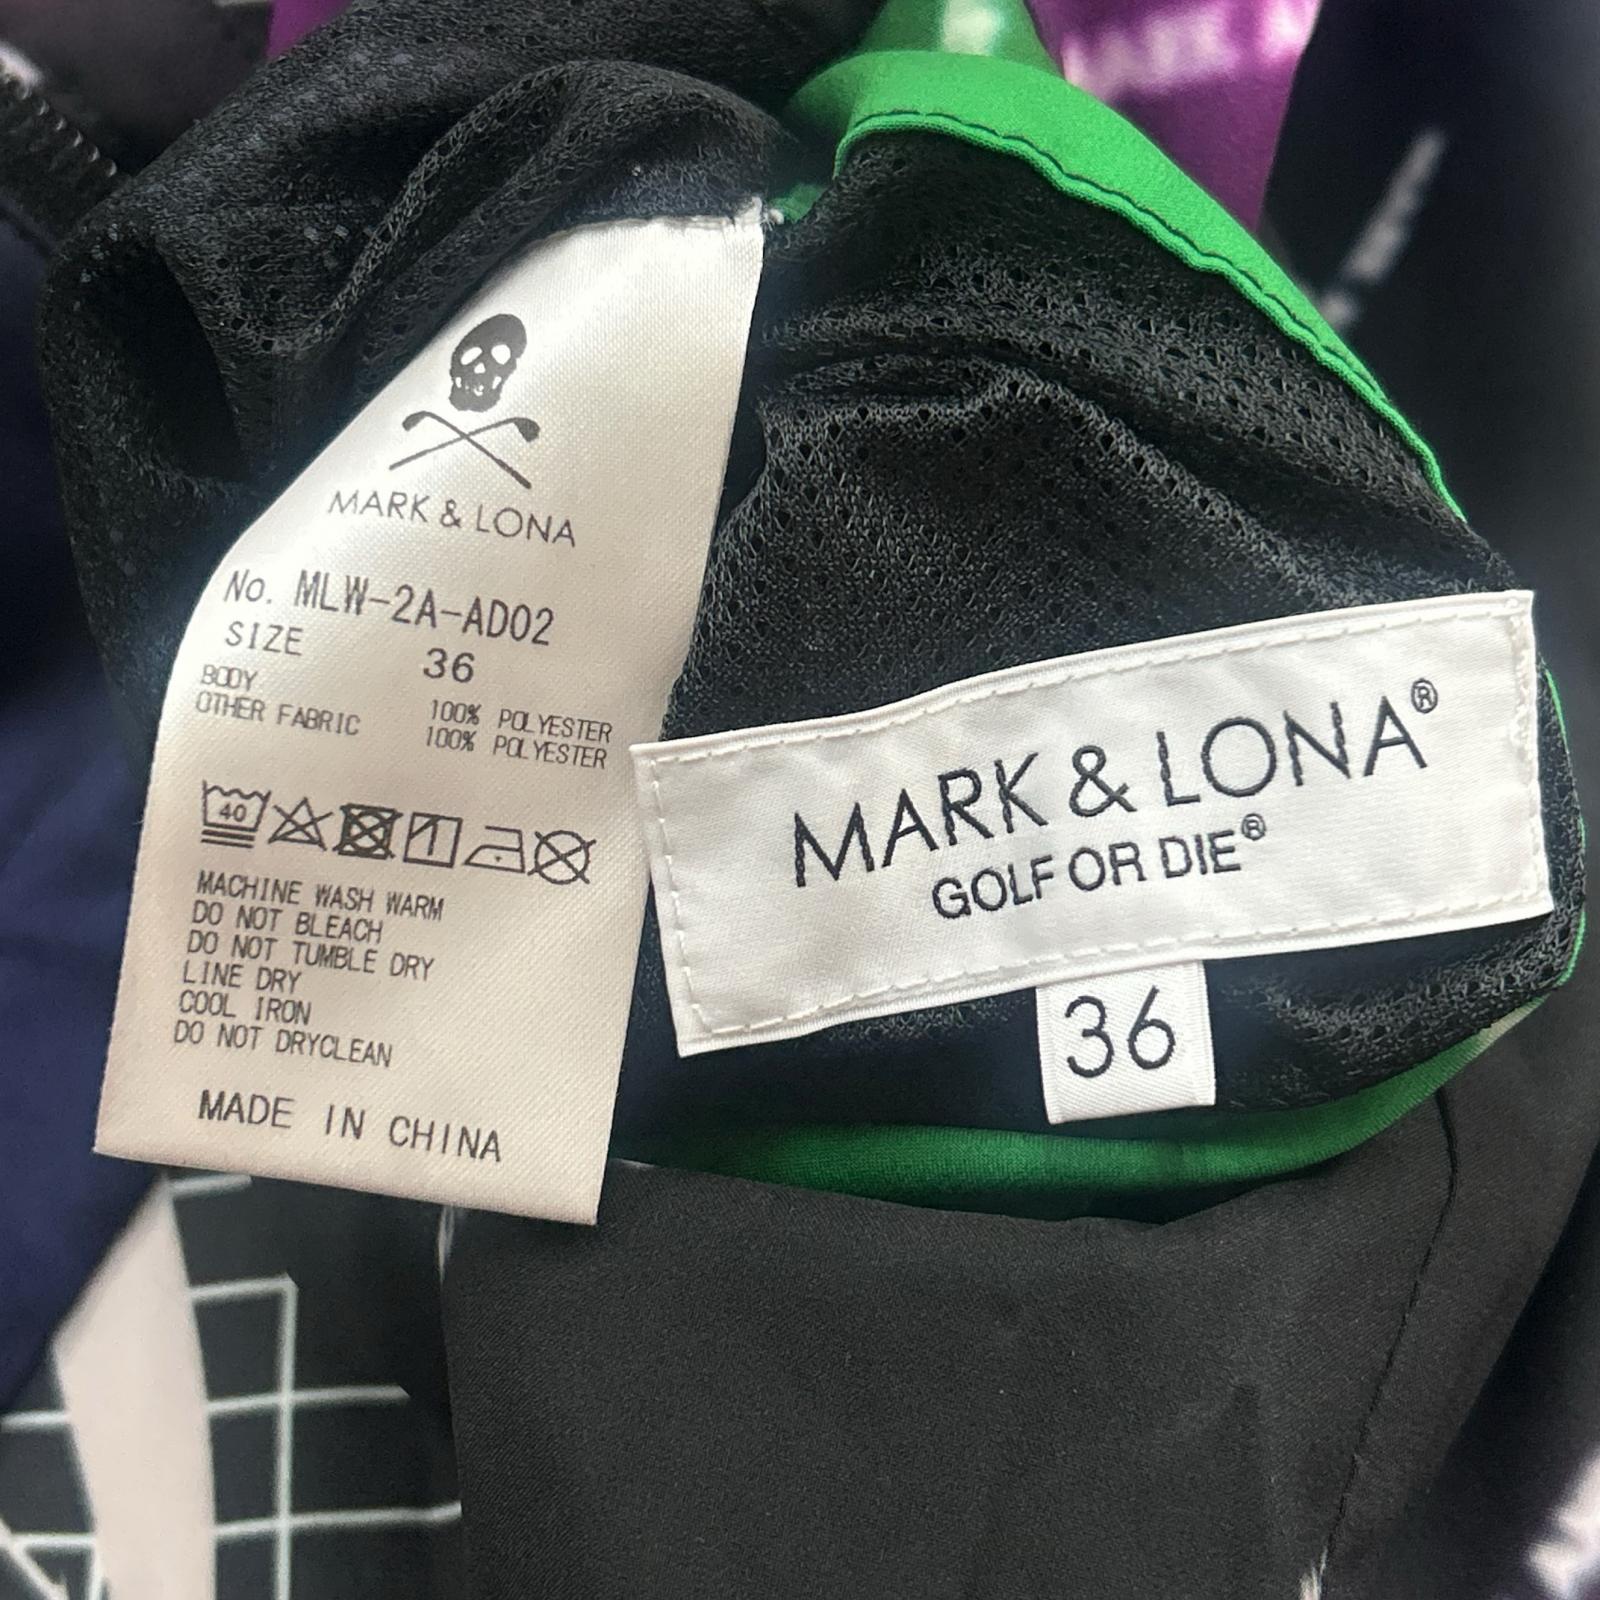 MARK & LONA
No. MLW-2A-AD02
SIZE 36
BODY 100% POLYESTER
OTHER FABRIC 100% POLYESTER
40
MACHINE WASH WARM
DO NOT BLEACH
DO NOT TUMBLE DRY
LINE DRY
COOL IRON
DO NOT DRYCLEAN
MADE IN CHINA
MARK & LONA®
GOLF OR DIE®
36